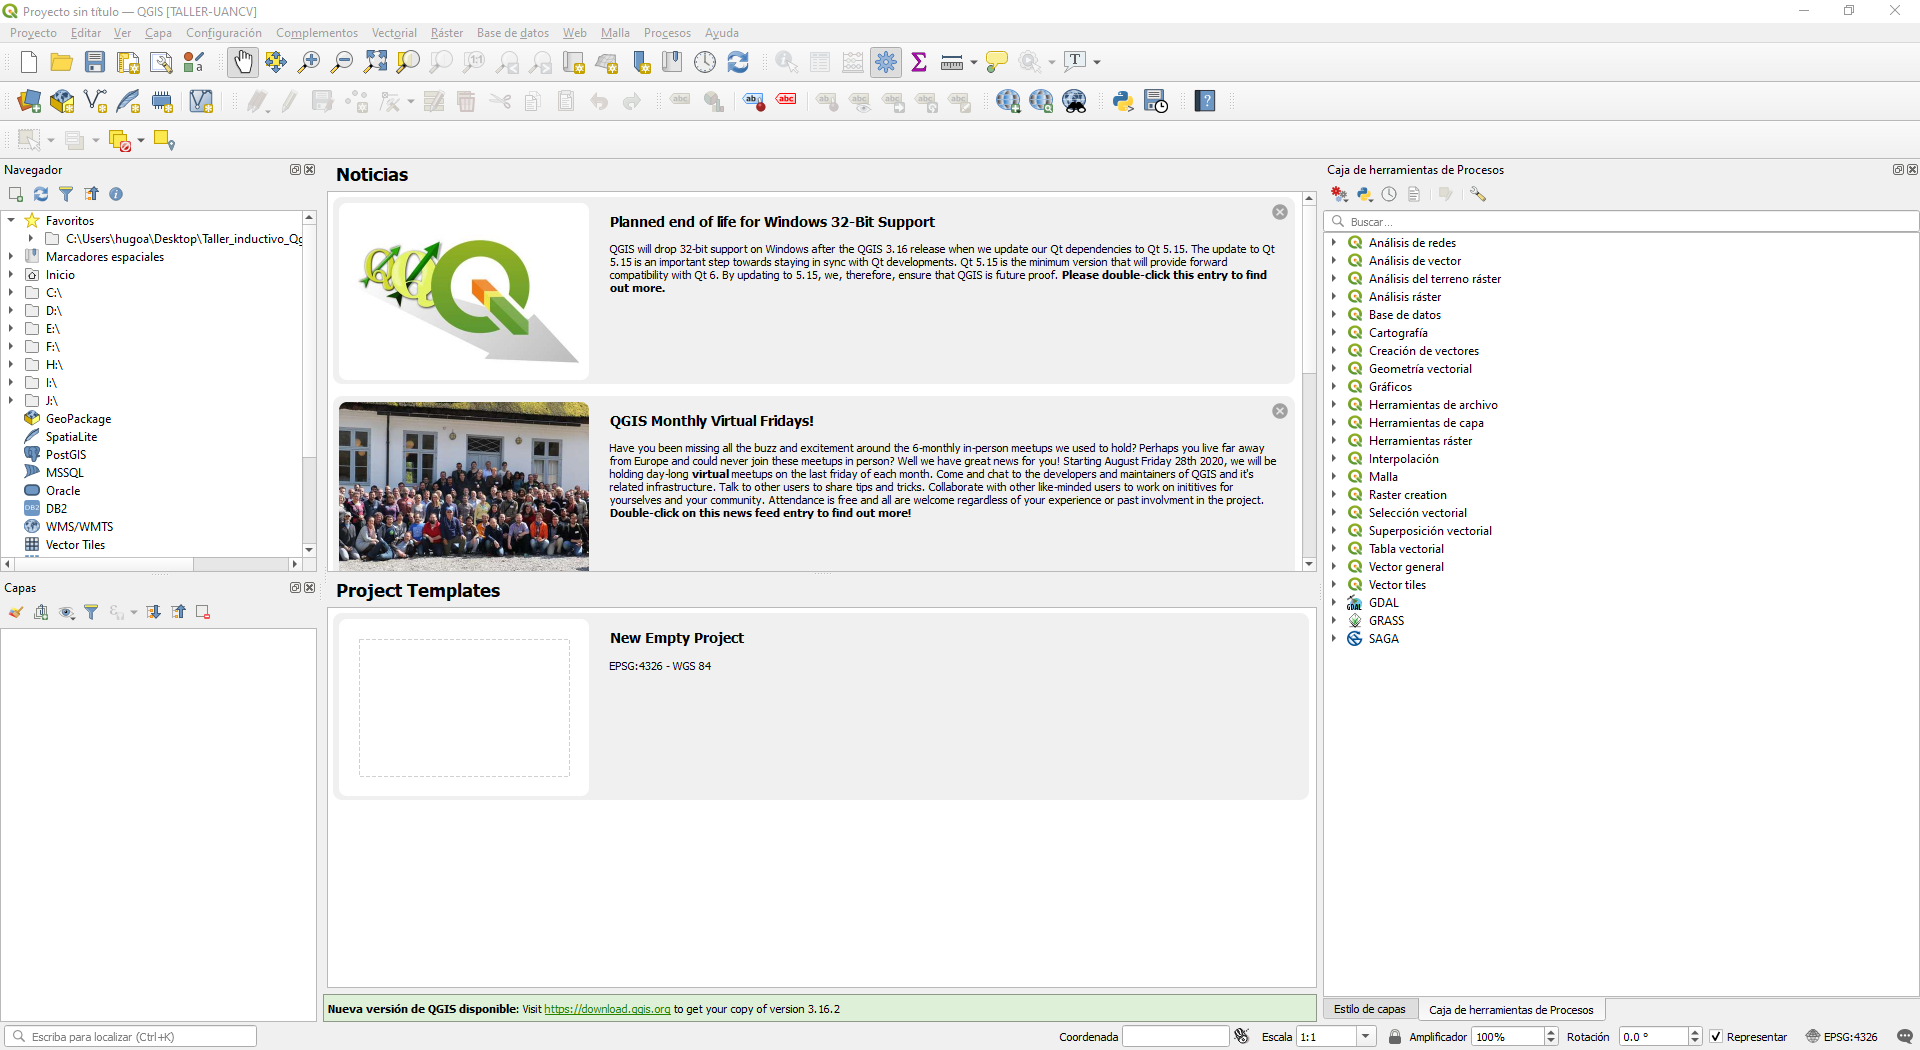 Proyecto sin título — QGIS [TALLER-UANCV]
Proyecto Editar Ver Capa Configuración Complementos Vectorial Ráster Base de datos Web Malla Procesos Ayuda
Navegador
Favoritos
C:\Users\hugoa\Desktop\Taller_inductivo_Qg
Marcadores espaciales
Inicio
C:\
D:\
E:\
F:\
H:\
I:\
J:\
GeoPackage
SpatiaLite
PostGIS
MSSQL
Oracle
DB2
WMS/WMTS
Vector Tiles
Capas
Noticias
Planned end of life for Windows 32-Bit Support
QGIS will drop 32-bit support on Windows after the QGIS 3.16 release when we update our Qt dependencies to Qt 5.15. The update to Qt
5.15 is an important step towards staying in sync with Qt developments. Qt 5.15 is the minimum version that will provide forward
compatibility with Qt 6. By updating to 5.15, we, therefore, ensure that QGIS is future proof. Please double-click this entry to find
out more.
QGIS Monthly Virtual Fridays!
Have you been missing all the buzz and excitement around the 6-monthly in-person meetups we used to hold? Perhaps you live far away
from Europe and could never join these meetups in person? Well we have great news for you! Starting August Friday 28th 2020, we will be
holding day-long virtual meetups on the last friday of each month. Come and chat to the developers and maintainers of QGIS and it's
related infrastructure. Talk to other users to share tips and tricks. Collaborate with other like-minded users to work on inititives for
yourselves and your community. Attendance is free and all are welcome regardless of your experience or past involvment in the project.
Double-click on this news feed entry to find out more!
Project Templates
New Empty Project
EPSG:4326 - WGS 84
Nueva versión de QGIS disponible: Visit https://download.qgis.org to get your copy of version 3.16.2
Caja de herramientas de Procesos
Buscar...
Análisis de redes
Análisis de vector
Análisis del terreno ráster
Análisis ráster
Base de datos
Cartografía
Creación de vectores
Geometría vectorial
Gráficos
Herramientas de archivo
Herramientas de capa
Herramientas ráster
Interpolación
Malla
Raster creation
Selección vectorial
Superposición vectorial
Tabla vectorial
Vector general
Vector tiles
GDAL
GRASS
SAGA
Estilo de capas Caja de herramientas de Procesos
Escriba para localizar (Ctrl+K) Coordenada Escala 1:1 Amplificador 100% Rotación 0.0 ° Representar EPSG:4326